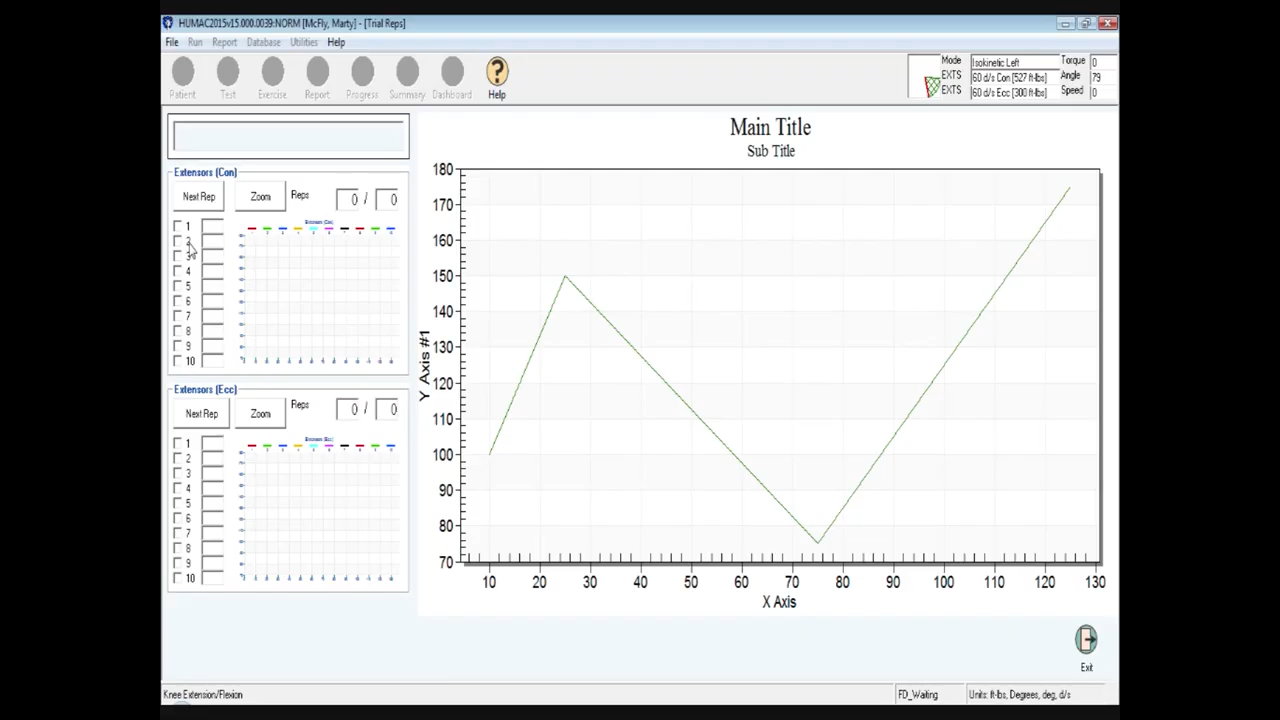 HUMAC2015v15.000.0039:NORM [McFly, Marty] - [Trial Reps]
File Run Report Database Utilities Help
Patient Test Exercise Report Progress Summary Dashboard Help
Mode Isokinetic Left Torque 0
EXTS 60 d/s Con [527 ft-lbs] Angle 79
EXTS 60 d/s Ecc [300 ft-lbs] Speed 0
Extensors (Con)
Next Rep Zoom Reps 0 / 0
Extensors (Con)
1
2
3
4
5
6
7
8
9
10
Extensors (Ecc)
Next Rep Zoom Reps 0 / 0
Extensors (Ecc)
1
2
3
4
5
6
7
8
9
10
Main Title
Sub Title
180
170
160
150
140
130
120
110
100
90
80
70
Y Axis #1
10 20 30 40 50 60 70 80 90 100 110 120 130
X Axis
Exit
Knee Extension/Flexion FD_Waiting Units: ft-lbs, Degrees, deg, d/s